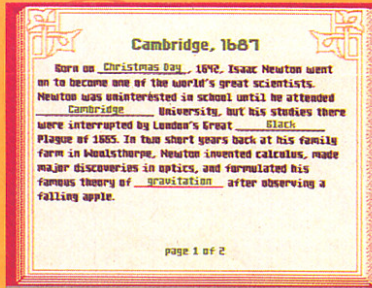 Cambridge, 1687
Born on Christmas Day, 1642, Isaac Newton went
on to become one of the world's great scientists.
Newton was uninterested in school until he attended
Cambridge University, but his studies there
were interrupted by London's Great Black
Plague of 1665. In two short years back at his family
farm in Woolsthorpe, Newton invented calculus, made
major discoveries in optics, and formulated his
famous theory of gravitation after observing a
falling apple.
page 1 of 2